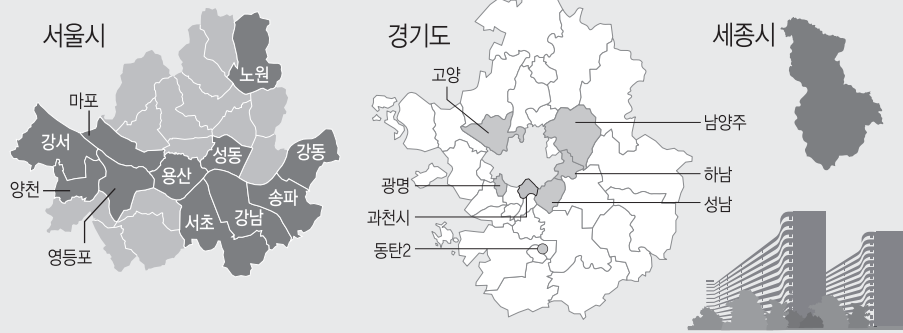 서울시
노원
마포
강서
성동
강동
용산
양천
송파
서초
강남
영등포
경기도
고양
남양주
하남
광명
성남
과천시
동탄2
세종시